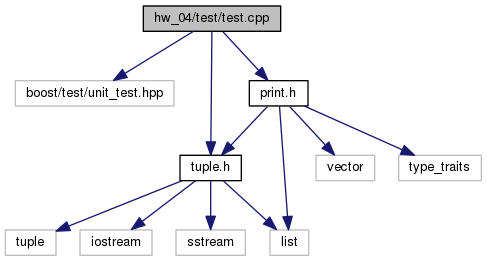 hw_04/test/test.cpp
boost/test/unit_test.hpp
print.h
tuple.h
vector
type_traits
tuple
iostream
sstream
list